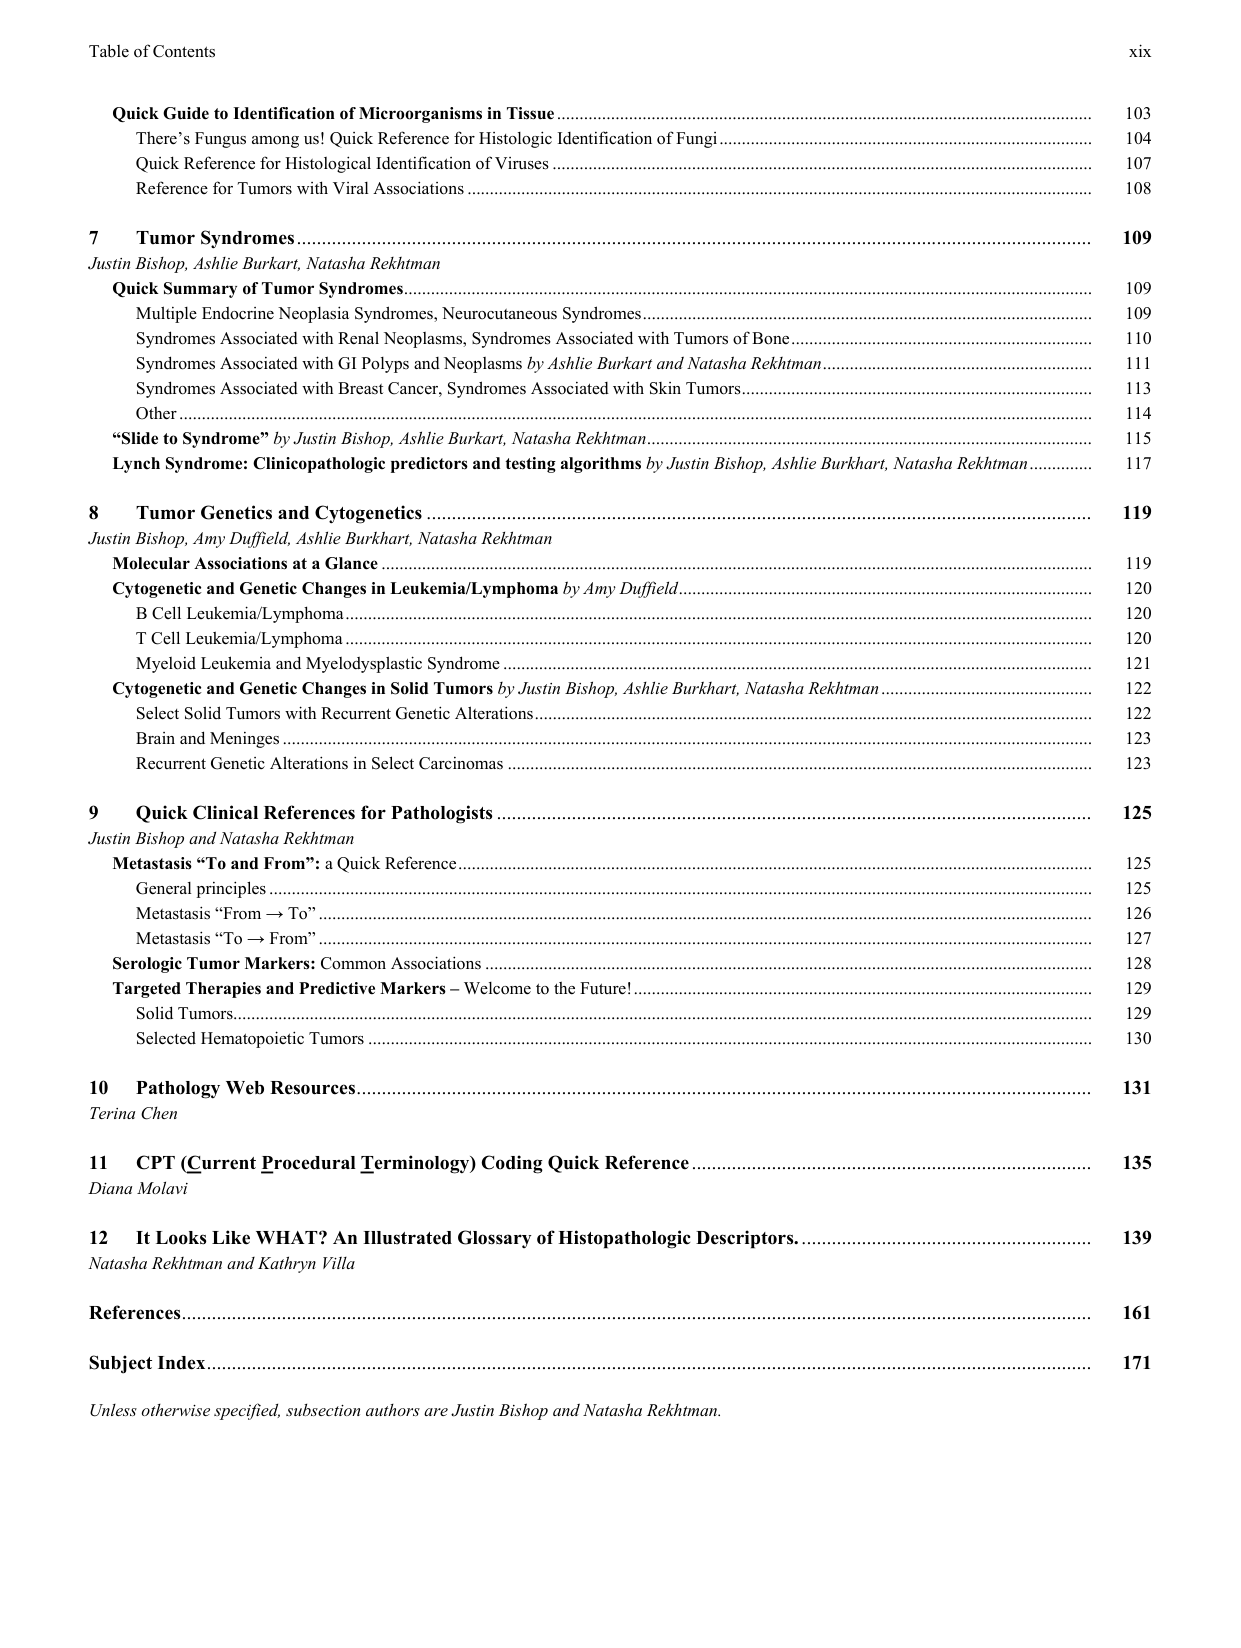 Table of Contents xix
Quick Guide to Identification of Microorganisms in Tissue 103
There’s Fungus among us! Quick Reference for Histologic Identification of Fungi 104
Quick Reference for Histological Identification of Viruses 107
Reference for Tumors with Viral Associations 108
7 Tumor Syndromes 109
Justin Bishop, Ashlie Burkart, Natasha Rekhtman
Quick Summary of Tumor Syndromes 109
Multiple Endocrine Neoplasia Syndromes, Neurocutaneous Syndromes 109
Syndromes Associated with Renal Neoplasms, Syndromes Associated with Tumors of Bone 110
Syndromes Associated with GI Polyps and Neoplasms by Ashlie Burkart and Natasha Rekhtman 111
Syndromes Associated with Breast Cancer, Syndromes Associated with Skin Tumors 113
Other 114
“Slide to Syndrome” by Justin Bishop, Ashlie Burkart, Natasha Rekhtman 115
Lynch Syndrome: Clinicopathologic predictors and testing algorithms by Justin Bishop, Ashlie Burkhart, Natasha Rekhtman 117
8 Tumor Genetics and Cytogenetics 119
Justin Bishop, Amy Duffield, Ashlie Burkhart, Natasha Rekhtman
Molecular Associations at a Glance 119
Cytogenetic and Genetic Changes in Leukemia/Lymphoma by Amy Duffield 120
B Cell Leukemia/Lymphoma 120
T Cell Leukemia/Lymphoma 120
Myeloid Leukemia and Myelodysplastic Syndrome 121
Cytogenetic and Genetic Changes in Solid Tumors by Justin Bishop, Ashlie Burkhart, Natasha Rekhtman 122
Select Solid Tumors with Recurrent Genetic Alterations 122
Brain and Meninges 123
Recurrent Genetic Alterations in Select Carcinomas 123
9 Quick Clinical References for Pathologists 125
Justin Bishop and Natasha Rekhtman
Metastasis “To and From”: a Quick Reference 125
General principles 125
Metastasis “From → To” 126
Metastasis “To → From” 127
Serologic Tumor Markers: Common Associations 128
Targeted Therapies and Predictive Markers – Welcome to the Future! 129
Solid Tumors 129
Selected Hematopoietic Tumors 130
10 Pathology Web Resources 131
Terina Chen
11 CPT (Current Procedural Terminology) Coding Quick Reference 135
Diana Molavi
12 It Looks Like WHAT? An Illustrated Glossary of Histopathologic Descriptors. 139
Natasha Rekhtman and Kathryn Villa
References 161
Subject Index 171
Unless otherwise specified, subsection authors are Justin Bishop and Natasha Rekhtman.